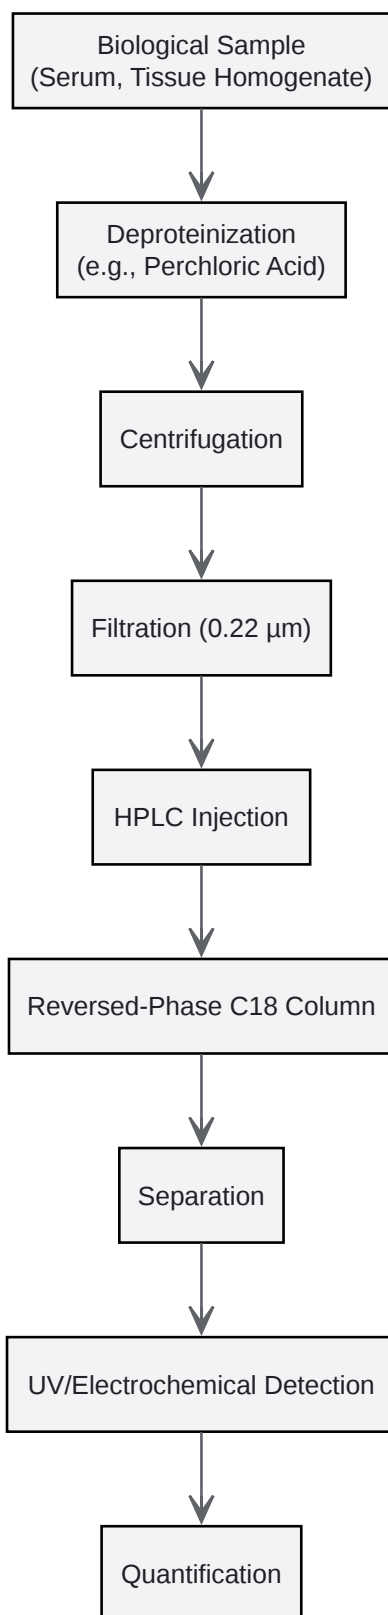 Biological Sample
(Serum, Tissue Homogenate)
Deproteinization
(e.g., Perchloric Acid)
Centrifugation
Filtration (0.22 µm)
HPLC Injection
Reversed-Phase C18 Column
Separation
UV/Electrochemical Detection
Quantification